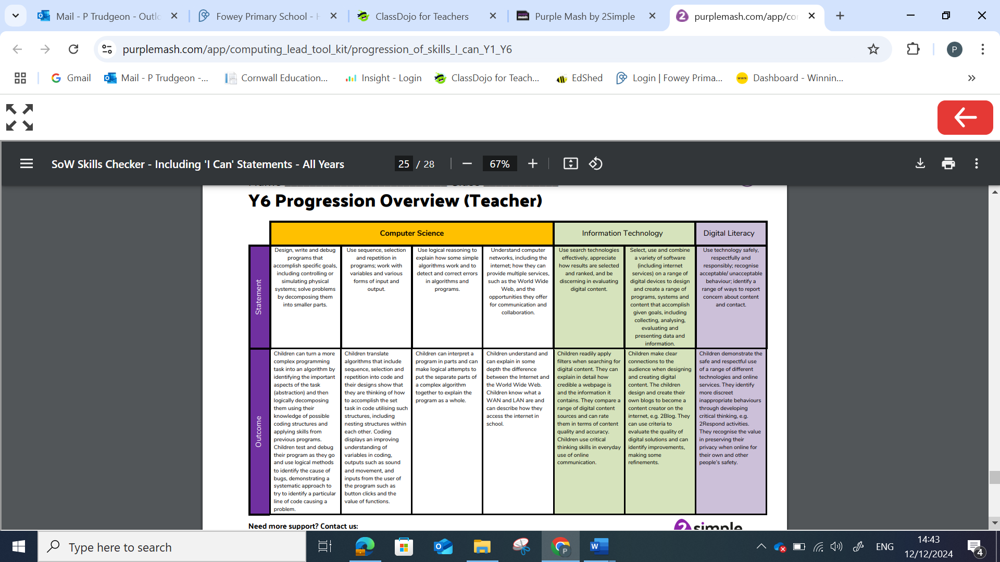 Mail - P Trudgeon - Outlo
Fowey Primary School - H
ClassDojo for Teachers
Purple Mash by 2Simple
purplemash.com/app/co
purplemash.com/app/computing_lead_tool_kit/progression_of_skills_I_can_Y1_Y6
P
Gmail
Mail - P Trudgeon -...
Cornwall Education...
Insight - Login
ClassDojo for Teach...
EdShed
Login | Fowey Prima...
Dashboard - Winnin...
SoW Skills Checker - Including 'I Can' Statements - All Years
25 / 28
67%
Y6 Progression Overview (Teacher)
Computer Science
Information Technology
Digital Literacy
Statement
Design, write and debug
programs that
accomplish specific goals,
including controlling or
simulating physical
systems; solve problems
by decomposing them
into smaller parts.
Use sequence, selection
and repetition in
programs; work with
variables and various
forms of input and
output.
Use logical reasoning to
explain how some simple
algorithms work and to
detect and correct errors
in algorithms and
programs.
Understand computer
networks, including the
internet; how they can
provide multiple services,
such as the World Wide
Web, and the
opportunities they offer
for communication and
collaboration.
Use search technologies
effectively, appreciate
how results are selected
and ranked, and be
discerning in evaluating
digital content.
Select, use and combine
a variety of software
(including internet
services) on a range of
digital devices to design
and create a range of
programs, systems and
content that accomplish
given goals, including
collecting, analysing,
evaluating and
presenting data and
information.
Use technology safely,
respectfully and
responsibly; recognise
acceptable/ unacceptable
behaviour; identify a
range of ways to report
concern about content
and contact.
Outcome
Children can turn a more
complex programming
task into an algorithm by
identifying the important
aspects of the task
(abstraction) and then
logically decomposing
them using their
knowledge of possible
coding structures and
applying skills from
previous programs.
Children test and debug
their program as they go
and use logical methods
to identify the cause of
bugs, demonstrating a
systematic approach to
try to identify a particular
line of code causing a
problem.
Children translate
algorithms that include
sequence, selection and
repetition into code and
their designs show that
they are thinking of how
to accomplish the set
task in code utilising such
structures, including
nesting structures within
each other. Coding
displays an improving
understanding of
variables in coding,
outputs such as sound
and movement, and
inputs from the user of
the program such as
button clicks and the
value of functions.
Children can interpret a
program in parts and can
make logical attempts to
put the separate parts of
a complex algorithm
together to explain the
program as a whole.
Children understand and
can explain in some
depth the difference
between the Internet and
the World Wide Web.
Children know what a
WAN and LAN are and
can describe how they
access the internet in
school.
Children readily apply
filters when searching for
digital content. They can
explain in detail how
credible a webpage is
and the information it
contains. They compare a
range of digital content
sources and can rate
them in terms of content
quality and accuracy.
Children use critical
thinking skills in everyday
use of online
communication.
Children make clear
connections to the
audience when designing
and creating digital
content. The children
design and create their
own blogs to become a
content creator on the
internet, e.g. 2Blog. They
can use criteria to
evaluate the quality of
digital solutions and can
identify improvements,
making some
refinements.
Children demonstrate the
safe and respectful use
of a range of different
technologies and online
services. They identify
more discreet
inappropriate behaviours
through developing
critical thinking, e.g.
2Respond activities.
They recognise the value
in preserving their
privacy when online for
their own and other
people's safety.
Need more support? Contact us:
2simple
Type here to search
ENG
14:43
12/12/2024
4